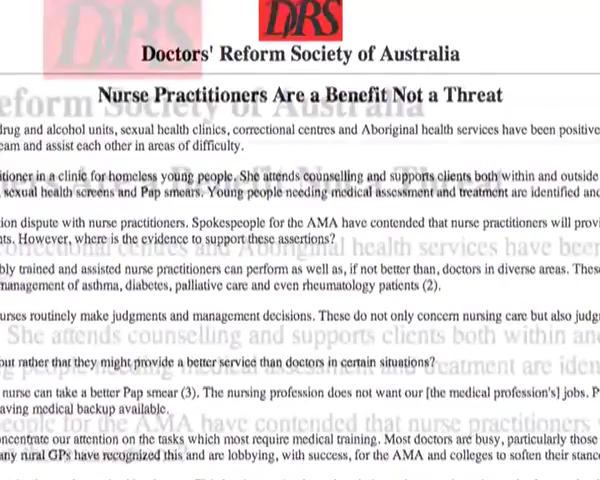 DRS
Doctors' Reform Society of Australia
Nurse Practitioners Are a Benefit Not a Threat
drug and alcohol units, sexual health clinics, correctional centres and Aboriginal health services have been positive
eam and assist each other in areas of difficulty.
itioner in a clinic for homeless young people. She attends counselling and supports clients both within and outside
, sexual health screens and Pap smears. Young people needing medical assessment and treatment are identified and
ion dispute with nurse practitioners. Spokespeople for the AMA have contended that nurse practitioners will provi
nts. However, where is the evidence to support these assertions?
bly trained and assisted nurse practitioners can perform as well as, if not better than, doctors in diverse areas. These
management of asthma, diabetes, palliative care and even rheumatology patients (2).
urses routinely make judgments and management decisions. These do not only concern nursing care but also judg
out rather that they might provide a better service than doctors in certain situations?
nurse can take a better Pap smear (3). The nursing profession does not want our [the medical profession's] jobs. P
aving medical backup available.
oncentrate our attention on the tasks which most require medical training. Most doctors are busy, particularly those
any rural GPs have recognized this and are lobbying, with success, for the AMA and colleges to soften their stance